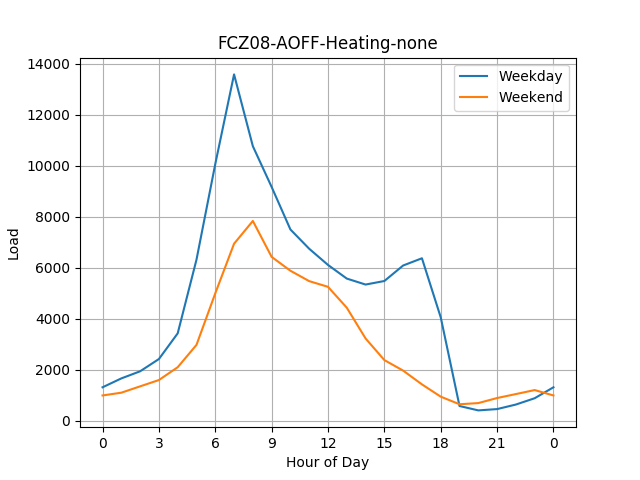 FCZ08-AOFF-Heating-none
Weekday
Weekend
14000
12000
10000
8000
6000
4000
2000
0
Load
0 3 6 9 12 15 18 21 0
Hour of Day